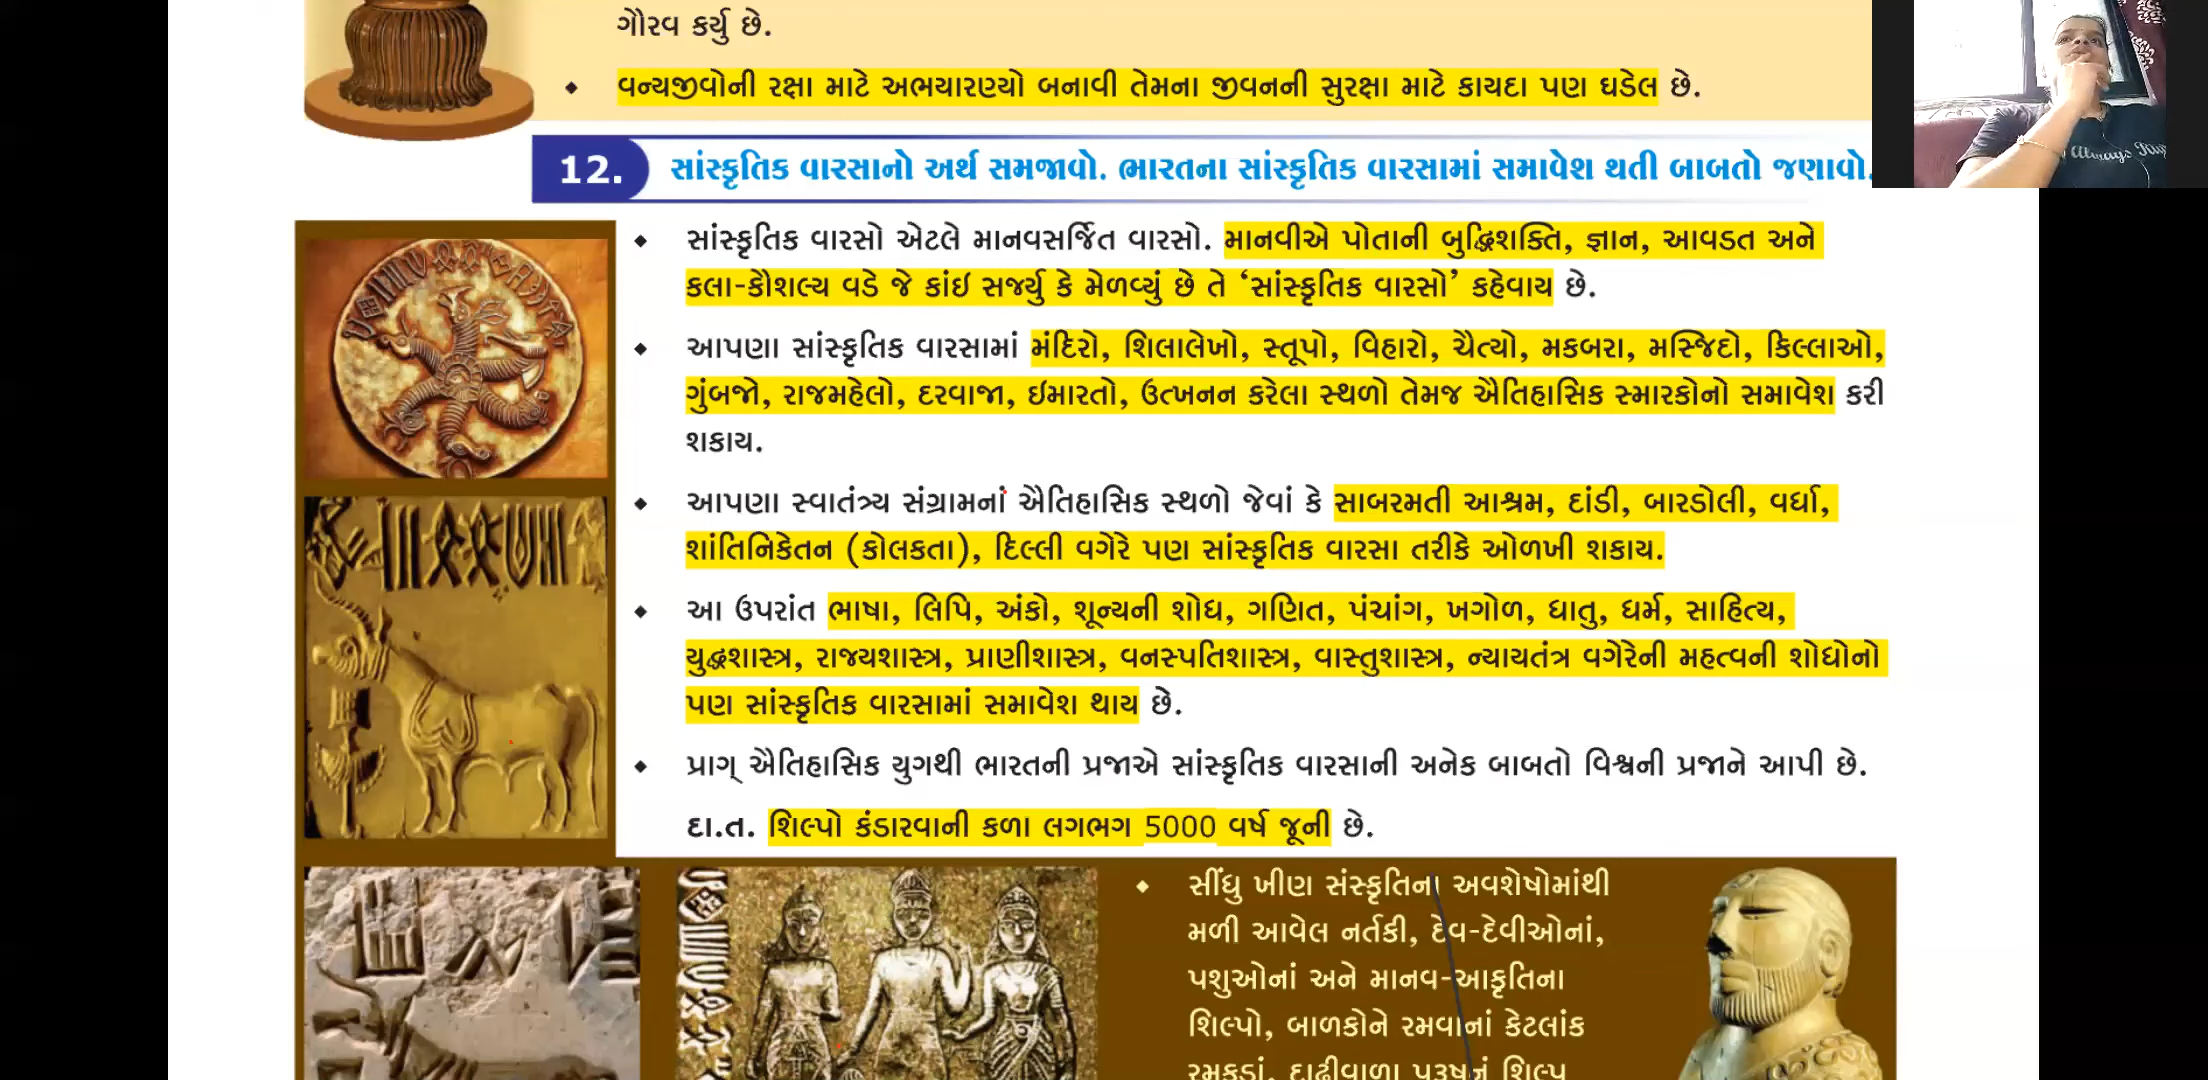 ગૌરવ કર્યુ છે.
◆ વન્યજીવોની રક્ષા માટે અભયારણ્યો બનાવી તેમના જીવનની સુરક્ષા માટે કાયદા પણ ઘડેલ છે.
12. સાંસ્કૃતિક વારસાનો અર્થ સમજાવો. ભારતના સાંસ્કૃતિક વારસામાં સમાવેશ થતી બાબતો જણાવો.
◆ સાંસ્કૃતિક વારસો એટલે માનવસર્જિત વારસો. માનવીએ પોતાની બુદ્ધિશક્તિ, જ્ઞાન, આવડત અને
કલા-કૌશલ્ય વડે જે કાંઇ સર્જ્યુ કે મેળવ્યું છે તે ‘સાંસ્કૃતિક વારસો’ કહેવાય છે.
◆ આપણા સાંસ્કૃતિક વારસામાં મંદિરો, શિલાલેખો, સ્તૂપો, વિહારો, ચૈત્યો, મકબરા, મસ્જિદો, કિલ્લાઓ,
ગુંબજો, રાજમહેલો, દરવાજા, ઈમારતો, ઉત્ખનન કરેલા સ્થળો તેમજ ઐતિહાસિક સ્મારકોનો સમાવેશ કરી
શકાય.
◆ આપણા સ્વાતંત્ર્ય સંગ્રામનાં ઐતિહાસિક સ્થળો જેવાં કે સાબરમતી આશ્રમ, દાંડી, બારડોલી, વર્ધા,
શાંતિનિકેતન (કોલકતા), દિલ્લી વગેરે પણ સાંસ્કૃતિક વારસા તરીકે ઓળખી શકાય.
◆ આ ઉપરાંત ભાષા, લિપિ, અંકો, શૂન્યની શોધ, ગણિત, પંચાંગ, ખગોળ, ધાતુ, ધર્મ, સાહિત્ય,
યુદ્ધશાસ્ત્ર, રાજ્યશાસ્ત્ર, પ્રાણીશાસ્ત્ર, વનસ્પતિશાસ્ત્ર, વાસ્તુશાસ્ત્ર, ન્યાયતંત્ર વગેરેની મહત્વની શોધોનો
પણ સાંસ્કૃતિક વારસામાં સમાવેશ થાય છે.
◆ પ્રાગ્ ઐતિહાસિક યુગથી ભારતની પ્રજાએ સાંસ્કૃતિક વારસાની અનેક બાબતો વિશ્વની પ્રજાને આપી છે.
દા.ત. શિલ્પો કંડારવાની કળા લગભગ 5000 વર્ષ જૂની છે.
◆ સીંધુ ખીણ સંસ્કૃતિના અવશેષોમાંથી
મળી આવેલ નર્તકી, દેવ-દેવીઓનાં,
પશુઓનાં અને માનવ-આકૃતિના
શિલ્પો, બાળકોને રમવાનાં કેટલાંક
રમકડાં, દાઢીવાળા પુરૂષનું શિલ્પ
Always